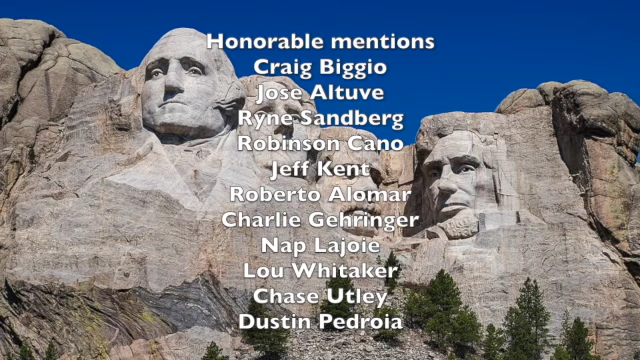 Honorable mentions
Craig Biggio
Jose Altuve
Ryne Sandberg
Robinson Cano
Jeff Kent
Roberto Alomar
Charlie Gehringer
Nap Lajoie
Lou Whitaker
Chase Utley
Dustin Pedroia